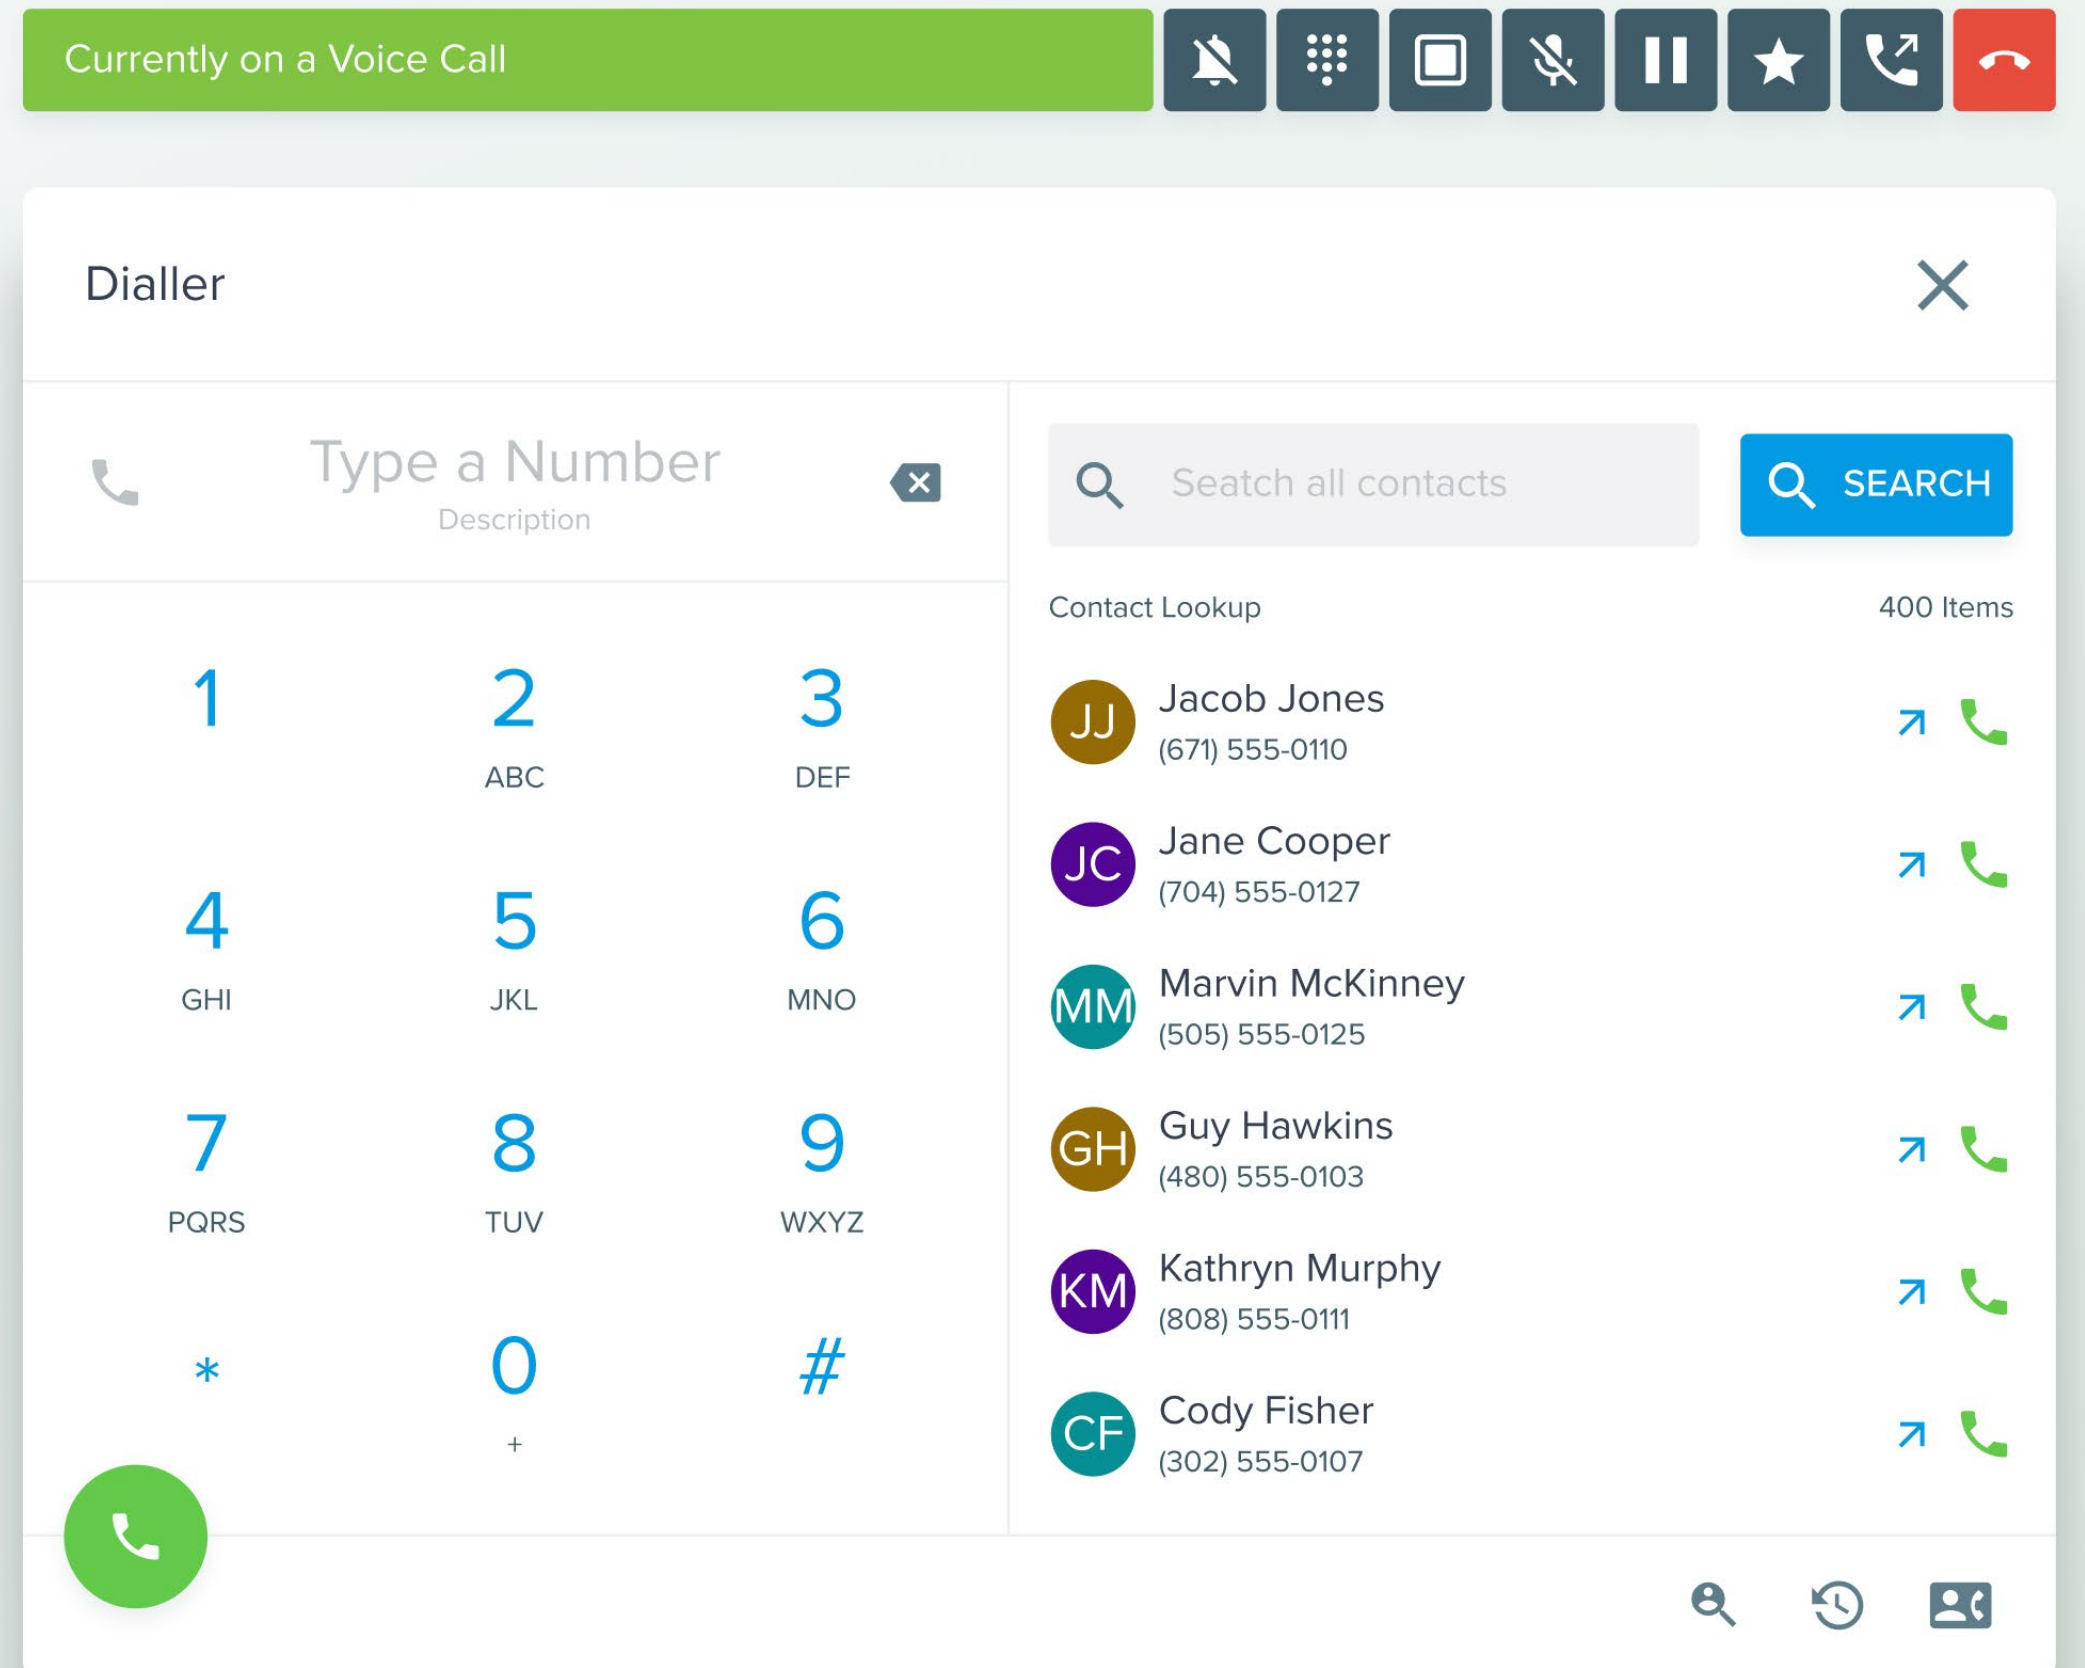 Currently on a Voice Call
Dialler
Type a Number
Description
Seatch all contacts
SEARCH
Contact Lookup
400 Items
1
2
ABC
3
DEF
4
GHI
5
JKL
6
MNO
7
PQRS
8
TUV
9
WXYZ
*
0
+
#
JJ
Jacob Jones
(671) 555-0110
JC
Jane Cooper
(704) 555-0127
MM
Marvin McKinney
(505) 555-0125
GH
Guy Hawkins
(480) 555-0103
KM
Kathryn Murphy
(808) 555-0111
CF
Cody Fisher
(302) 555-0107